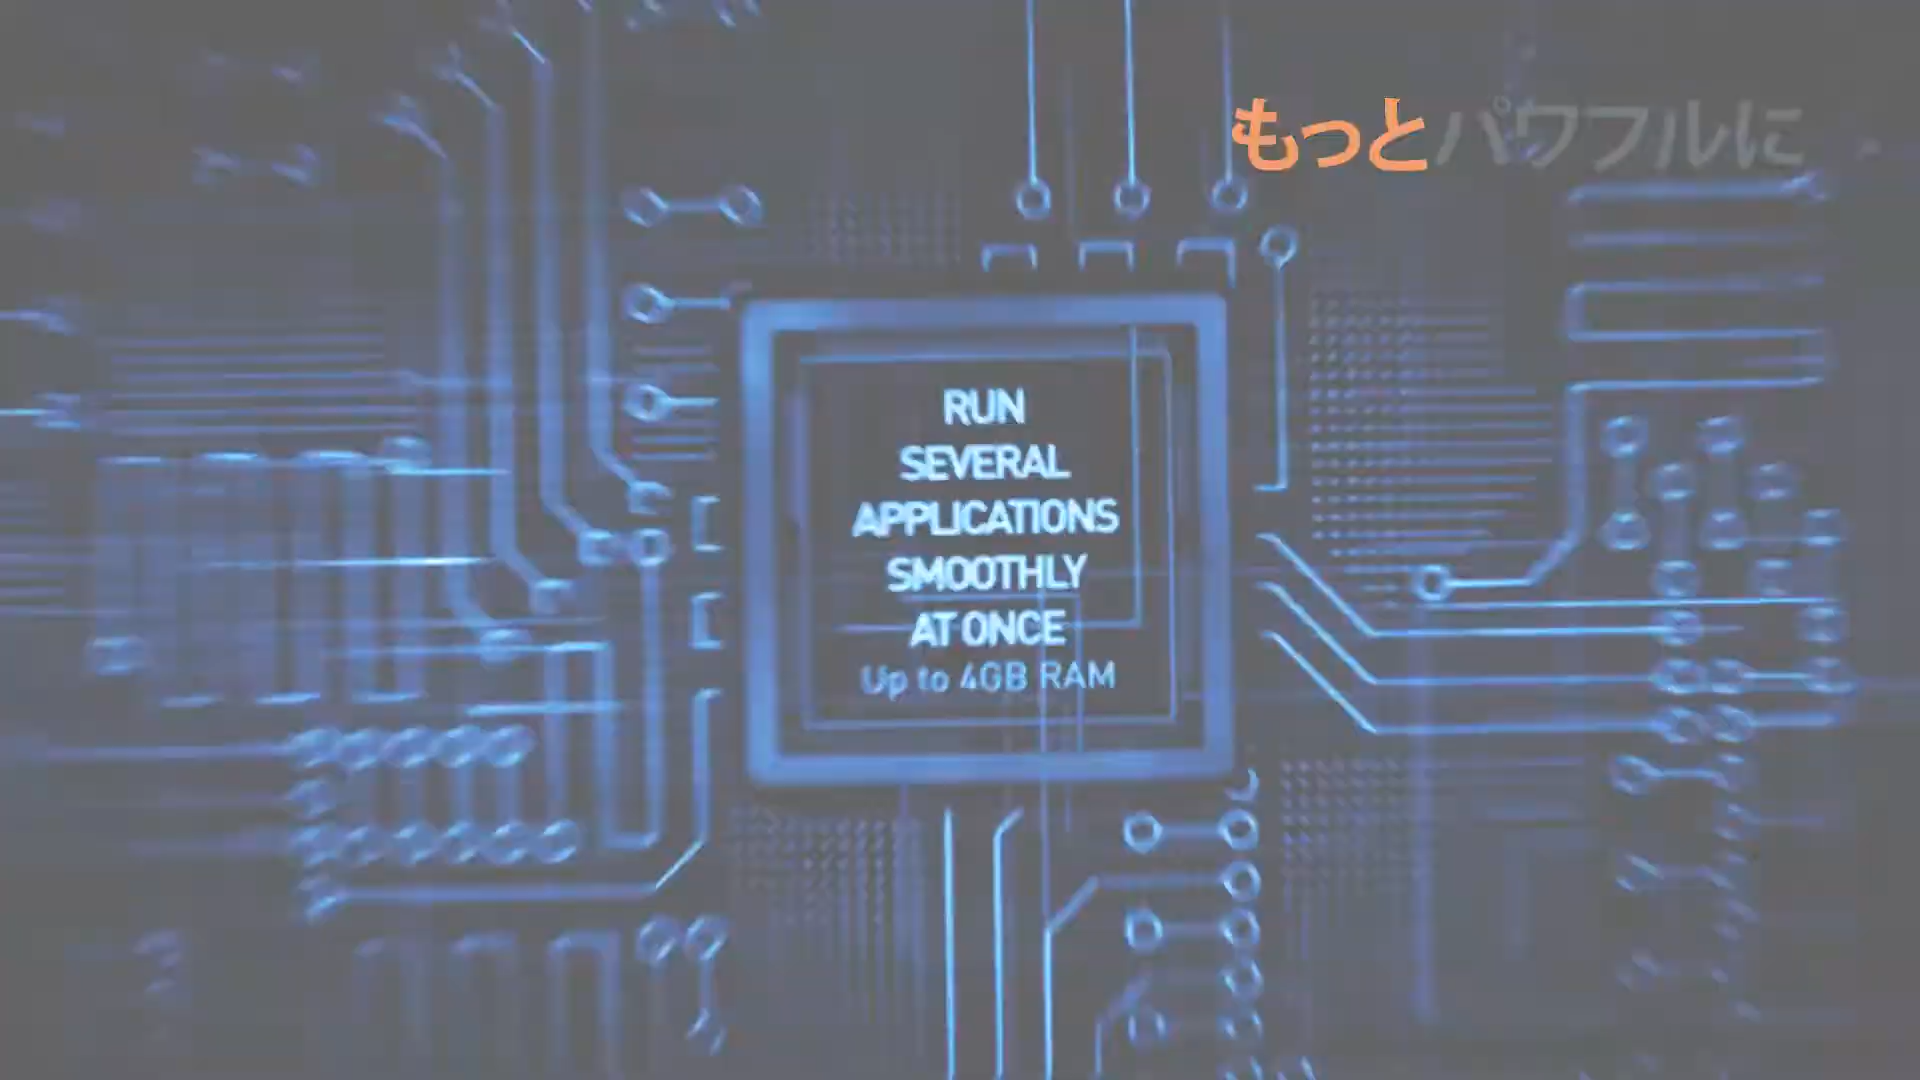 もっとパワフルに
RUN
SEVERAL
APPLICATIONS
SMOOTHLY
AT ONCE
Up to 4GB RAM